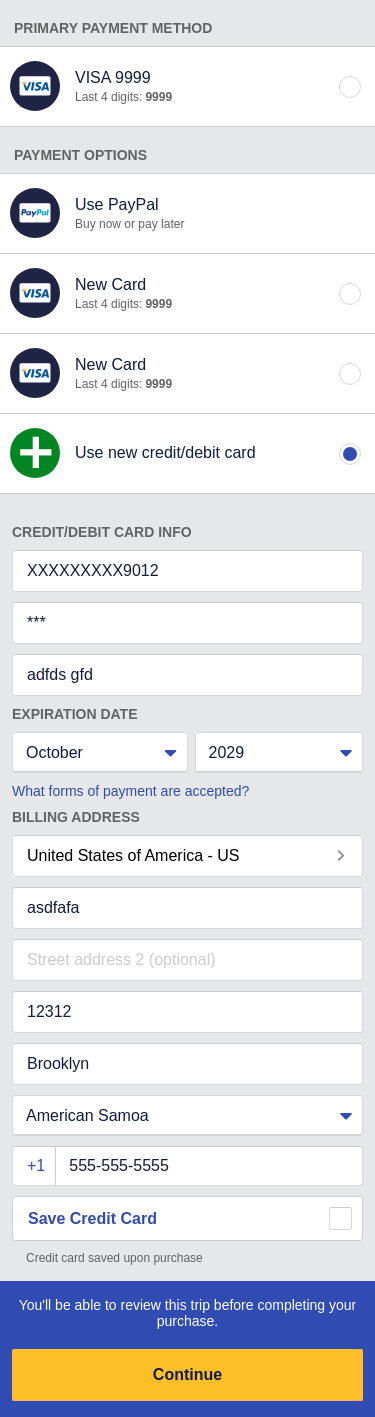 PRIMARY PAYMENT METHOD
VISA
VISA 9999
Last 4 digits: 9999
PAYMENT OPTIONS
PayPal
Use PayPal
Buy now or pay later
VISA
New Card
Last 4 digits: 9999
VISA
New Card
Last 4 digits: 9999
Use new credit/debit card
CREDIT/DEBIT CARD INFO
XXXXXXXXX9012
***
adfds gfd
EXPIRATION DATE
October
2029
What forms of payment are accepted?
BILLING ADDRESS
United States of America - US
asdfafa
Street address 2 (optional)
12312
Brooklyn
American Samoa
+1 555-555-5555
Save Credit Card
Credit card saved upon purchase
You'll be able to review this trip before completing your
purchase.
Continue